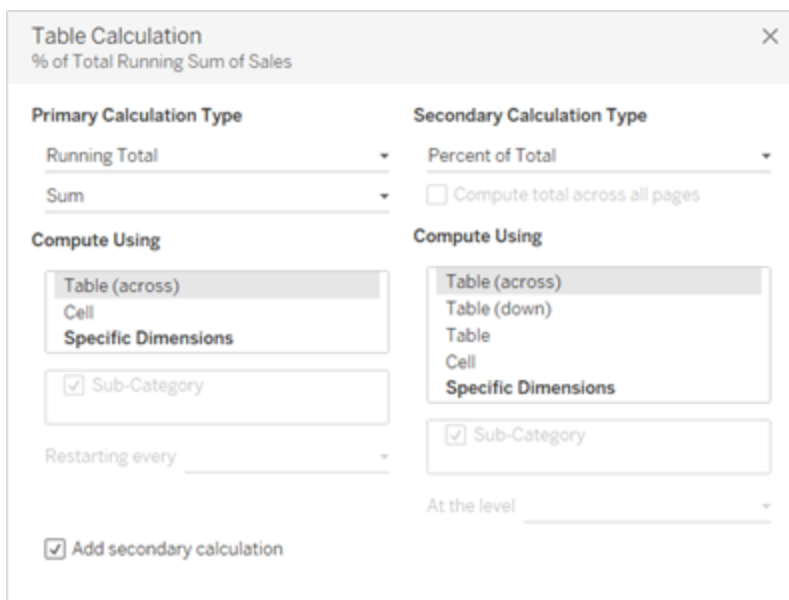 Table Calculation
% of Total Running Sum of Sales
Primary Calculation Type
Running Total
Sum
Compute Using
Table (across)
Cell
Specific Dimensions
Sub-Category
Restarting every
Add secondary calculation
Secondary Calculation Type
Percent of Total
Compute total across all pages
Compute Using
Table (across)
Table (down)
Table
Cell
Specific Dimensions
Sub-Category
At the level